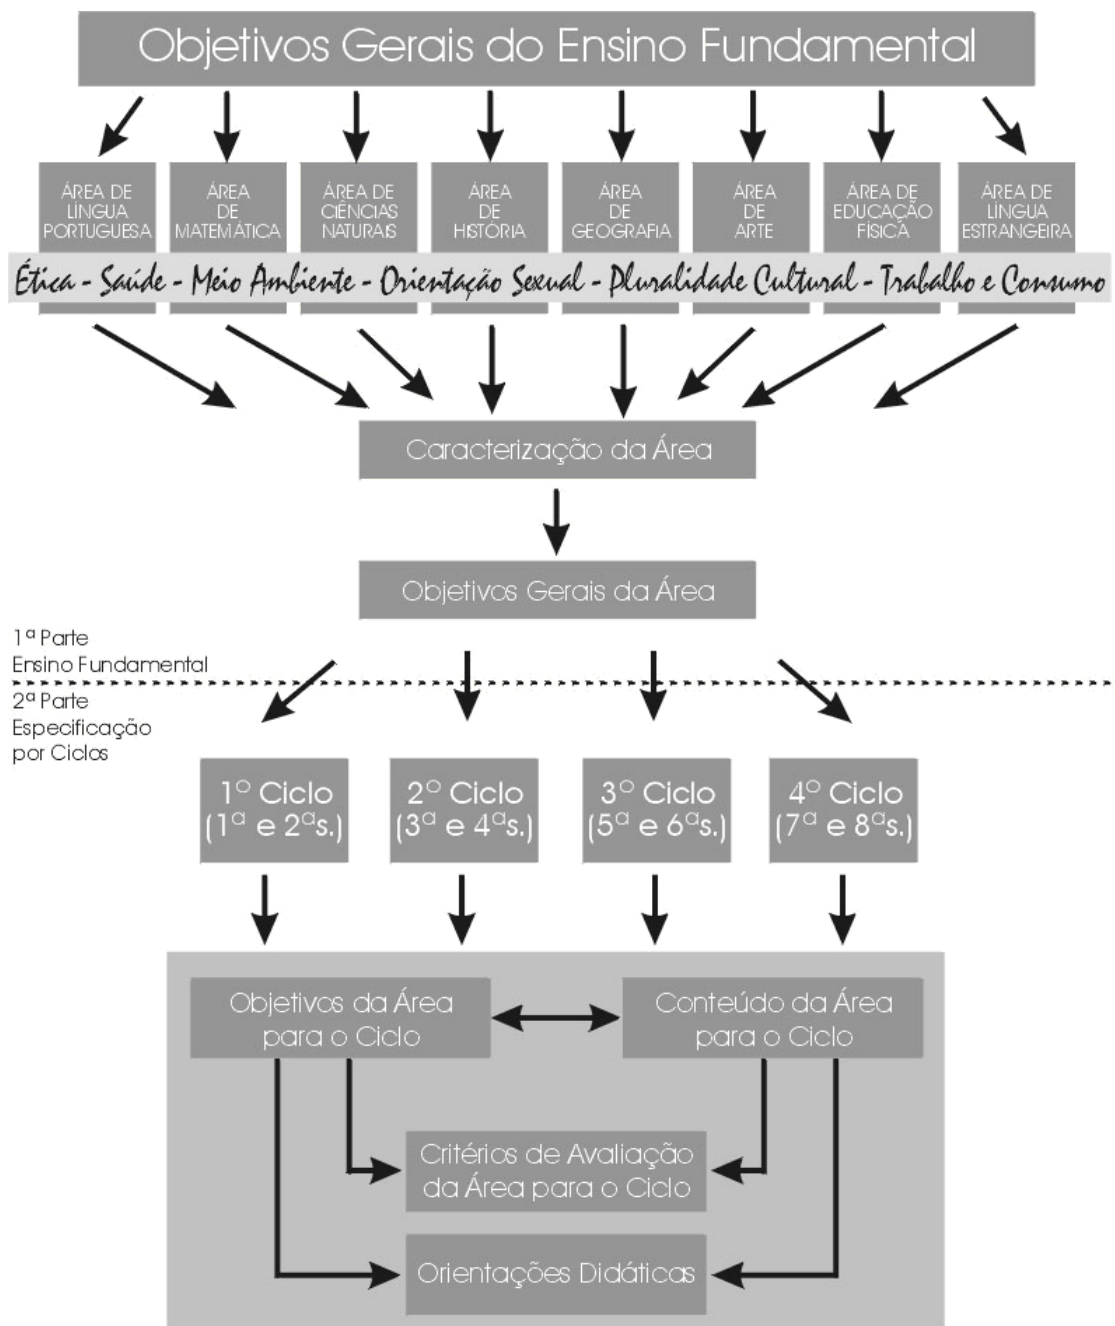 Objetivos Gerais do Ensino Fundamental
ÁREA DE
LÍNGUA
PORTUGUESA
ÁREA
DE
MATEMÁTICA
ÁREA DE
CIÊNCIAS
NATURAIS
ÁREA
DE
HISTÓRIA
ÁREA
DE
GEOGRAFIA
ÁREA
DE
ARTE
ÁREA DE
EDUCAÇÃO
FÍSICA
ÁREA DE
LÍNGUA
ESTRANGEIRA
Ética - Saúde - Meio Ambiente - Orientação Sexual - Pluralidade Cultural - Trabalho e Consumo
Caracterização da Área
Objetivos Gerais da Área
1ª Parte
Ensino Fundamental
2ª Parte
Especificação
por Ciclos
1º Ciclo
(1ª e 2ªs.)
2º Ciclo
(3ª e 4ªs.)
3º Ciclo
(5ª e 6ªs.)
4º Ciclo
(7ª e 8ªs.)
Objetivos da Área
para o Ciclo
Conteúdo da Área
para o Ciclo
Critérios de Avaliação
da Área para o Ciclo
Orientações Didáticas